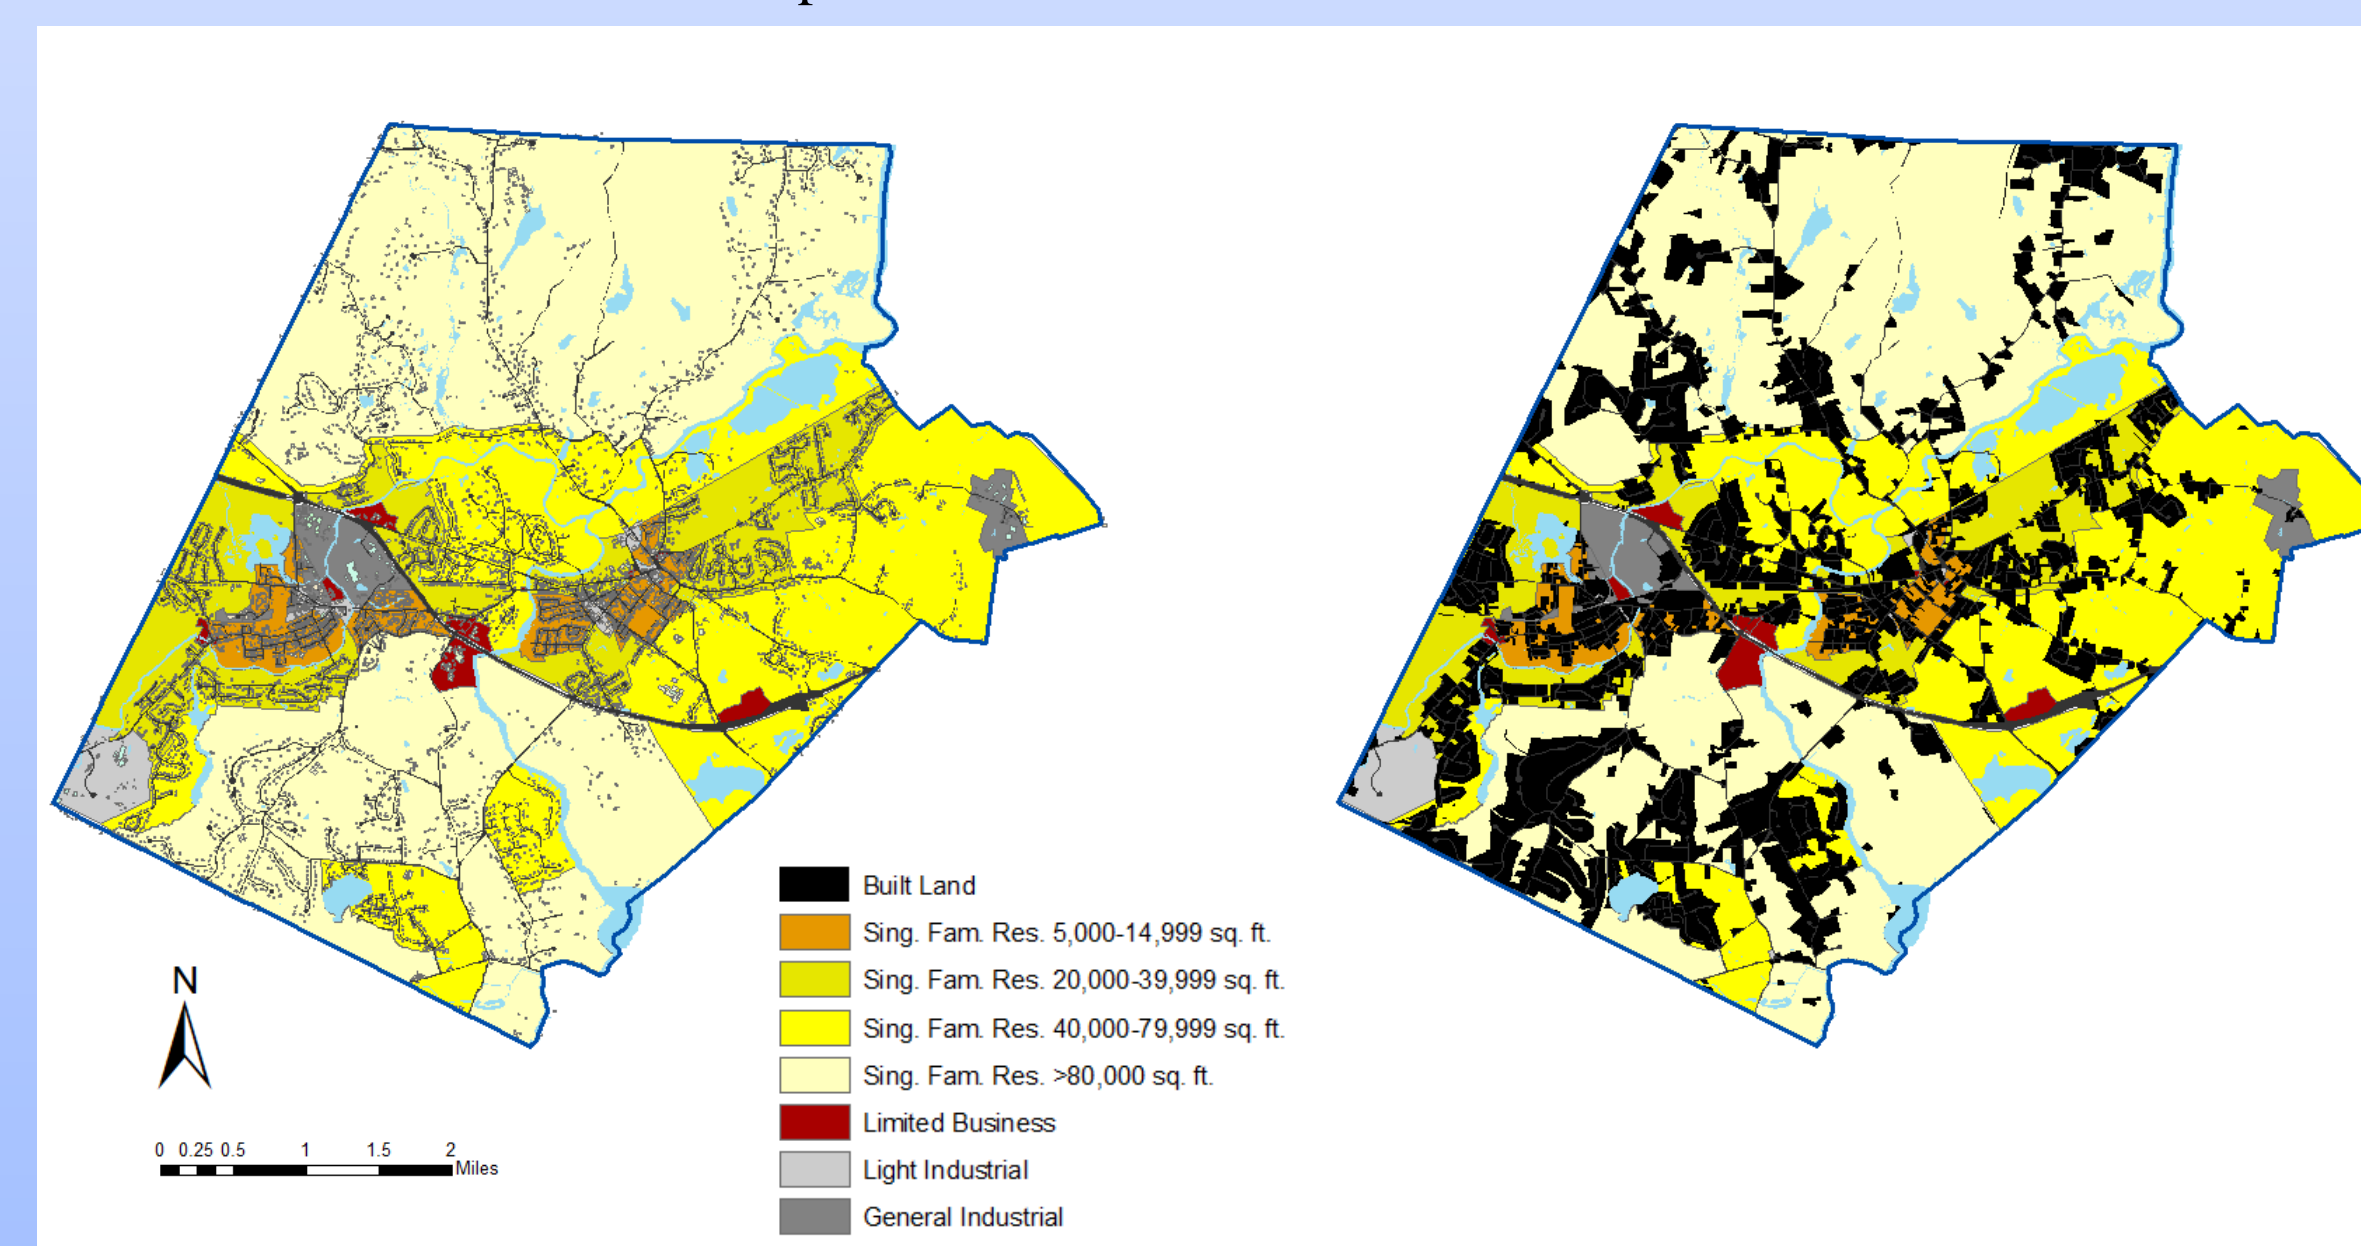 Built Land
Sing. Fam. Res. 5,000-14,999 sq. ft.
Sing. Fam. Res. 20,000-39,999 sq. ft.
Sing. Fam. Res. 40,000-79,999 sq. ft.
Sing. Fam. Res. >80,000 sq. ft.
Limited Business
Light Industrial
General Industrial
N
0 0.25 0.5 1 1.5 2
Miles